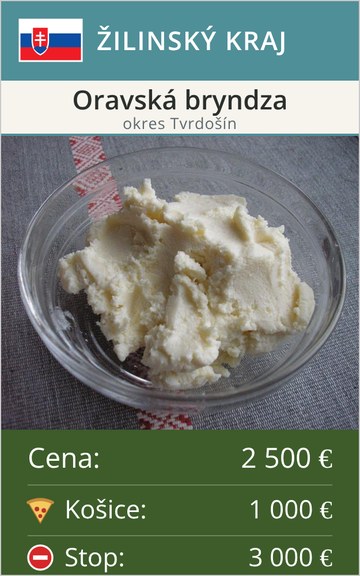 ŽILINSKÝ KRAJ
Oravská bryndza
okres Tvrdošín
Cena: 2 500 €
Košice: 1 000 €
Stop: 3 000 €